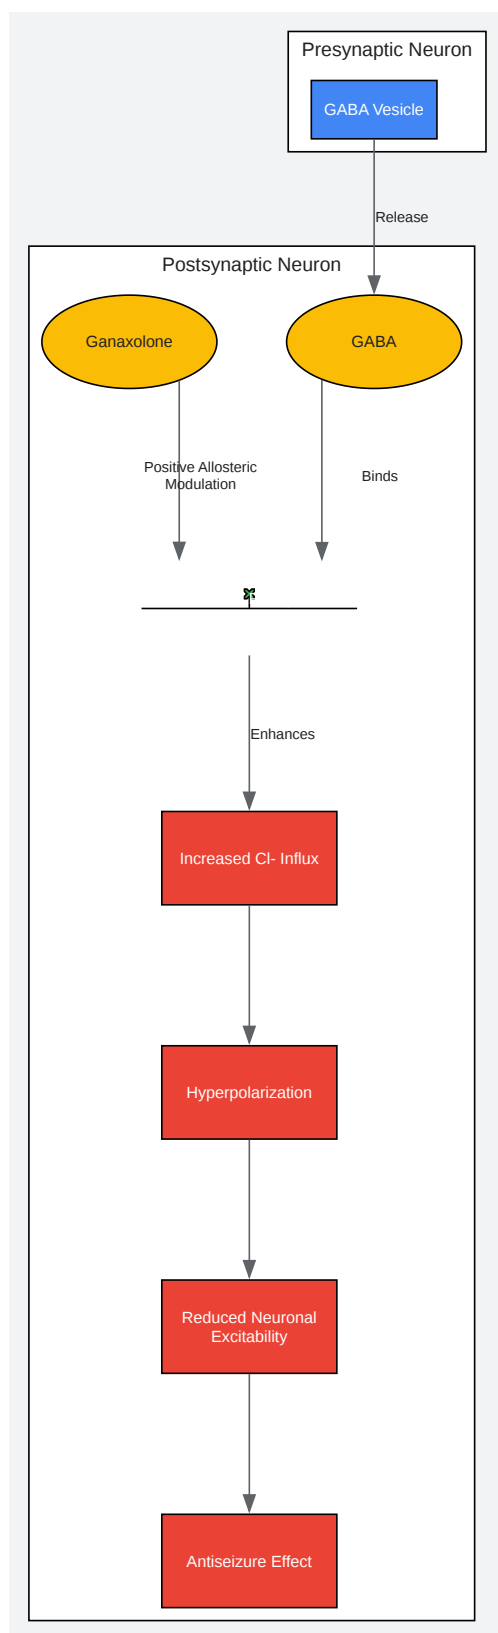 Presynaptic Neuron
GABA Vesicle
Release
Postsynaptic Neuron
Ganaxolone
GABA
Positive Allosteric
Modulation
Binds
Enhances
Increased Cl- Influx
Hyperpolarization
Reduced Neuronal
Excitability
Antiseizure Effect